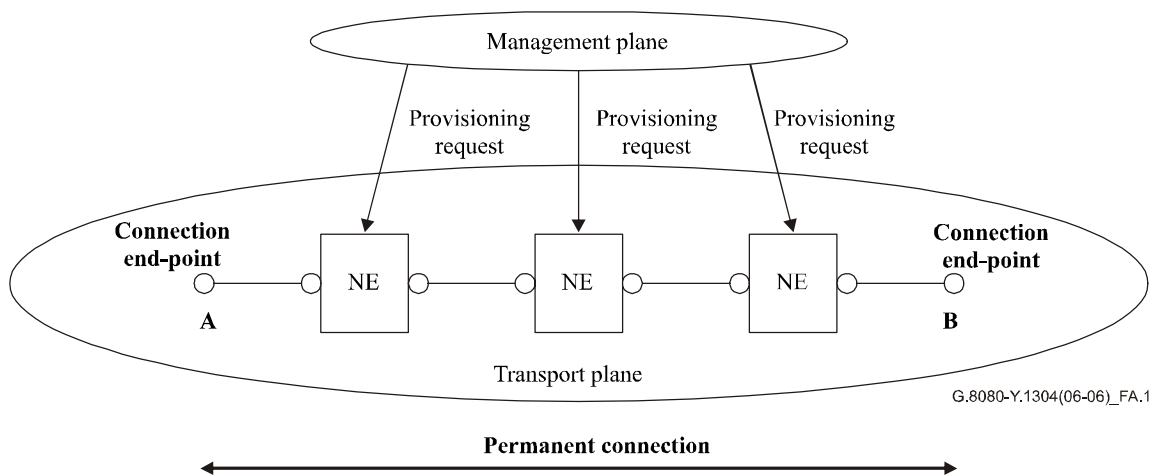 Management plane
Provisioning
request
Provisioning
request
Provisioning
request
Connection
end-point
Connection
end-point
NE
NE
NE
A
B
Transport plane
G.8080-Y.1304(06-06)_FA.1
Permanent connection